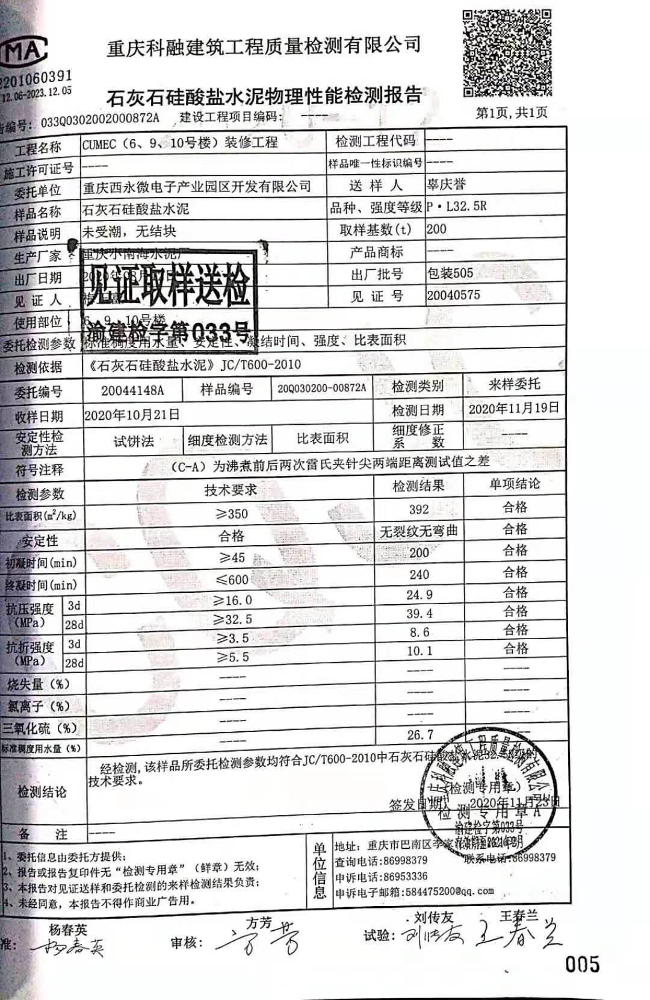 MA
重庆科融建筑工程质量检测有限公司
2201060391
12.06-2023.12.05
石灰石硅酸盐水泥物理性能检测报告
告编号: 033Q0302002000872A 建设工程项目编码: ----
第1页,共1页
工程名称 CUMEC（6、9、10号楼）装修工程 检测工程代码 ----
施工许可证号 ---- 样品唯一性标识编号 ----
委托单位 重庆西永微电子产业园区开发有限公司 送样人 辜庆誉
样品名称 石灰石硅酸盐水泥 品种、强度等级 P·L32.5R
样品说明 未受潮，无结块 取样基数(t) 200
生产厂家 重庆小南海水泥厂 产品商标 ----
出厂日期 2020年08月 日 出厂批号 包装505
见证人 见证号 20040575
见证取样送检
使用部位 6、9、10号楼
渝建检字第033号
委托检测参数 标准稠度用水量、安定性、凝结时间、强度、比表面积
检测依据 《石灰石硅酸盐水泥》JC/T600-2010
委托编号 20044148A 样品编号 20Q030200-00872A 检测类别 来样委托
收样日期 2020年10月21日 检测日期 2020年11月19日
安定性检测方法 试饼法 细度检测方法 比表面积 细度修正系数 ----
符号注释 （C-A）为沸煮前后两次雷氏夹针尖两端距离测试值之差
检测参数 技术要求 检测结果 单项结论
比表面积(m²/kg) ≥350 392 合格
安定性 合格 无裂纹无弯曲 合格
初凝时间(min) ≥45 200 合格
终凝时间(min) ≤600 240 合格
抗压强度(MPa) 3d ≥16.0 24.9 合格
28d ≥32.5 39.4 合格
抗折强度(MPa) 3d ≥3.5 8.6 合格
28d ≥5.5 10.1 合格
烧失量（%） ---- ---- ----
氯离子（%） ---- ---- ----
三氧化硫（%） ---- ---- ----
标准稠度用水量（%） ---- 26.7 ----
检测结论 经检测,该样品所委托检测参数均符合JC/T600-2010中石灰石硅酸盐水泥32.5R级的
技术要求。
（检测专用章）
签发日期: 2020年11月23日
重庆科融建筑工程质量检测有限公司
检测专用章A
渝建检字第033号
备注 ----
1、委托信息由委托方提供;
2、报告或报告复印件无“检测专用章”（鲜章）无效;
3、本报告对见证送样和委托检测的来样检测结果负责;
4、未经同意，本报告不得作商业广告用。
单位信息
地址: 重庆市巴南区李家沱
查询电话:86998379 联系电话:86998379
申诉电话:86953336
申诉电子邮箱:584475200@qq.com
杨春英 方芳 刘传友 王春兰
准: 杨春英 审核: 方芳 试验: 刘传友 王春兰
005